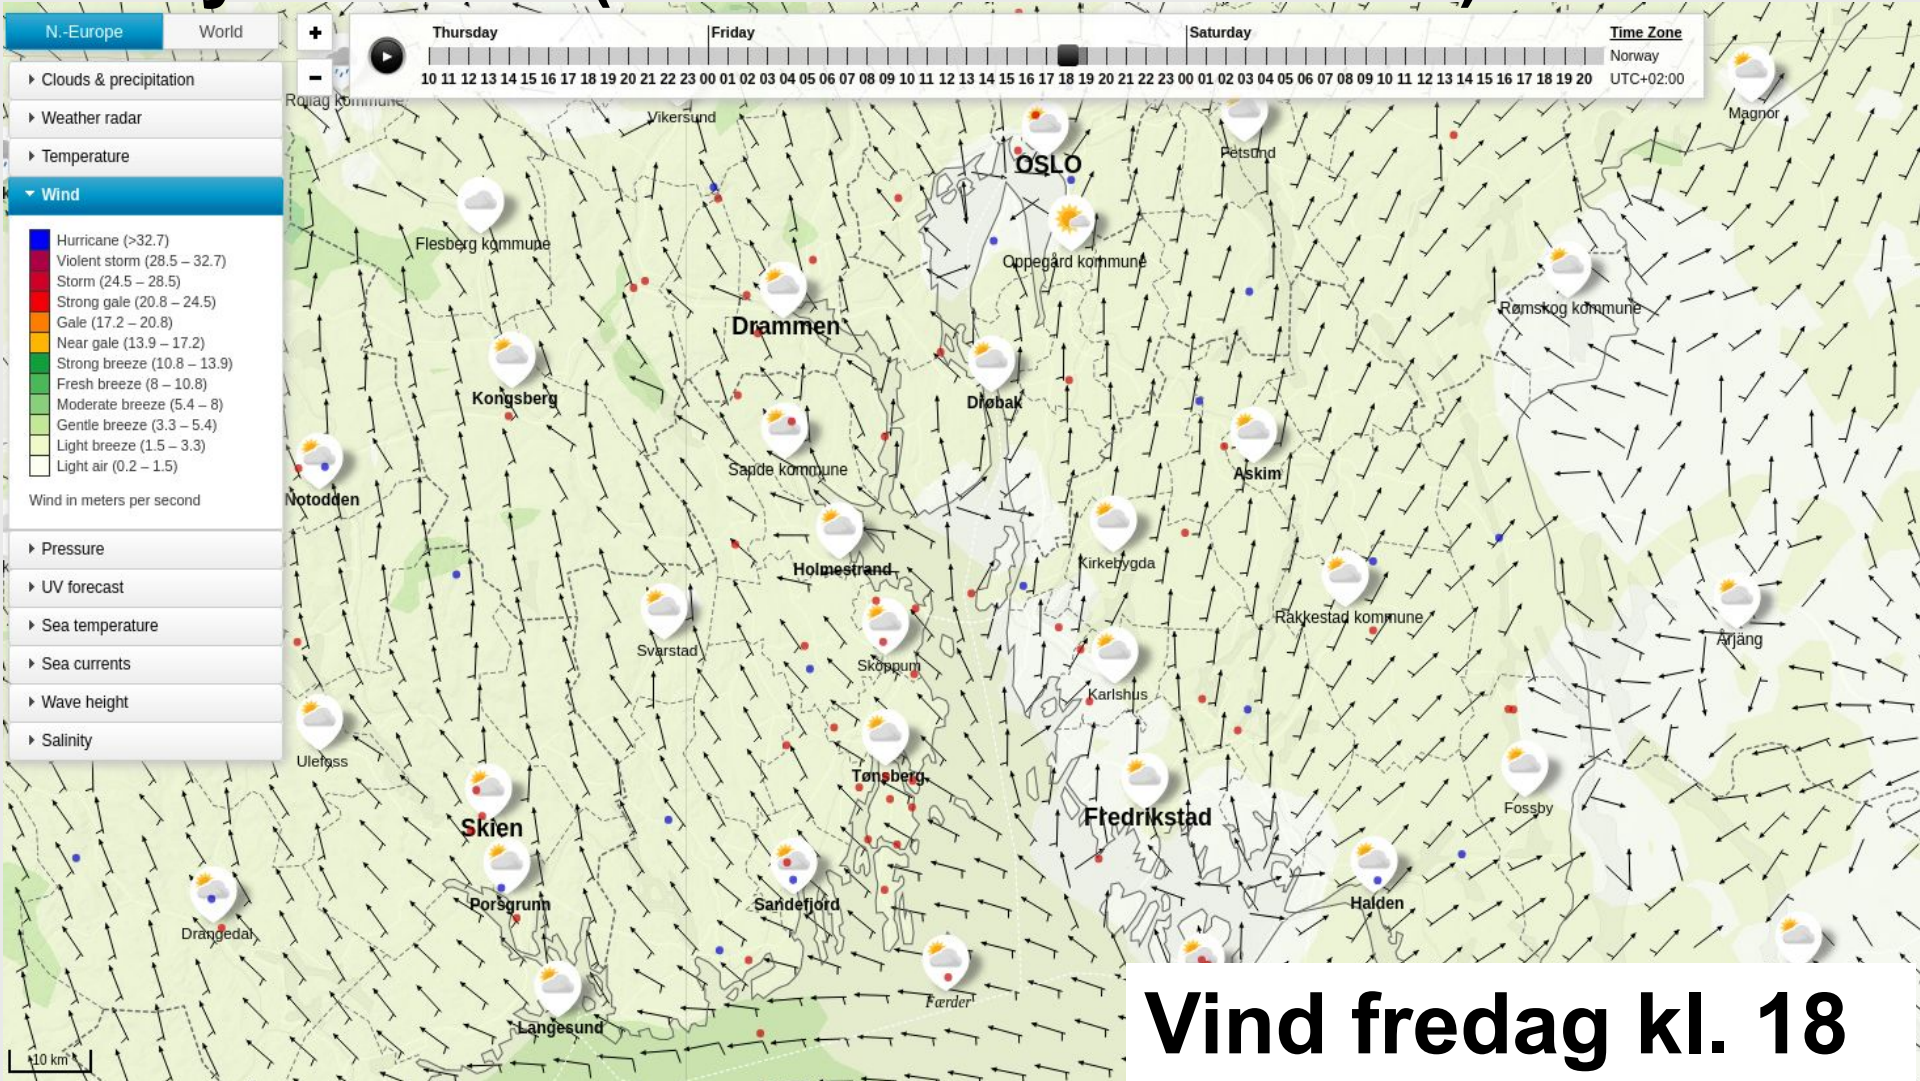 N.-Europe
World
+
−
Thursday
Friday
Saturday
10 11 12 13 14 15 16 17 18 19 20 21 22 23 00 01 02 03 04 05 06 07 08 09 10 11 12 13 14 15 16 17 18 19 20 21 22 23 00 01 02 03 04 05 06 07 08 09 10 11 12 13 14 15 16 17 18 19 20
Time Zone
Norway
UTC+02:00
Clouds & precipitation
Weather radar
Temperature
Wind
Hurricane (>32.7)
Violent storm (28.5 – 32.7)
Storm (24.5 – 28.5)
Strong gale (20.8 – 24.5)
Gale (17.2 – 20.8)
Near gale (13.9 – 17.2)
Strong breeze (10.8 – 13.9)
Fresh breeze (8 – 10.8)
Moderate breeze (5.4 – 8)
Gentle breeze (3.3 – 5.4)
Light breeze (1.5 – 3.3)
Light air (0.2 – 1.5)
Wind in meters per second
Pressure
UV forecast
Sea temperature
Sea currents
Wave height
Salinity
Rollag kommune
Vikersund
Magnor
OSLO
Fetsund
Flesberg kommune
Oppegård kommune
Rømskog kommune
Drammen
Kongsberg
Drøbak
Sande kommune
Askim
Notodden
Holmestrand
Kirkebygda
Rakkestad kommune
Årjäng
Svarstad
Skoppum
Karlshus
Ulefoss
Tønsberg
Fossby
Skien
Fredrikstad
Porsgrunn
Sandefjord
Halden
Drangedal
Færder
Langesund
10 km
Vind fredag kl. 18